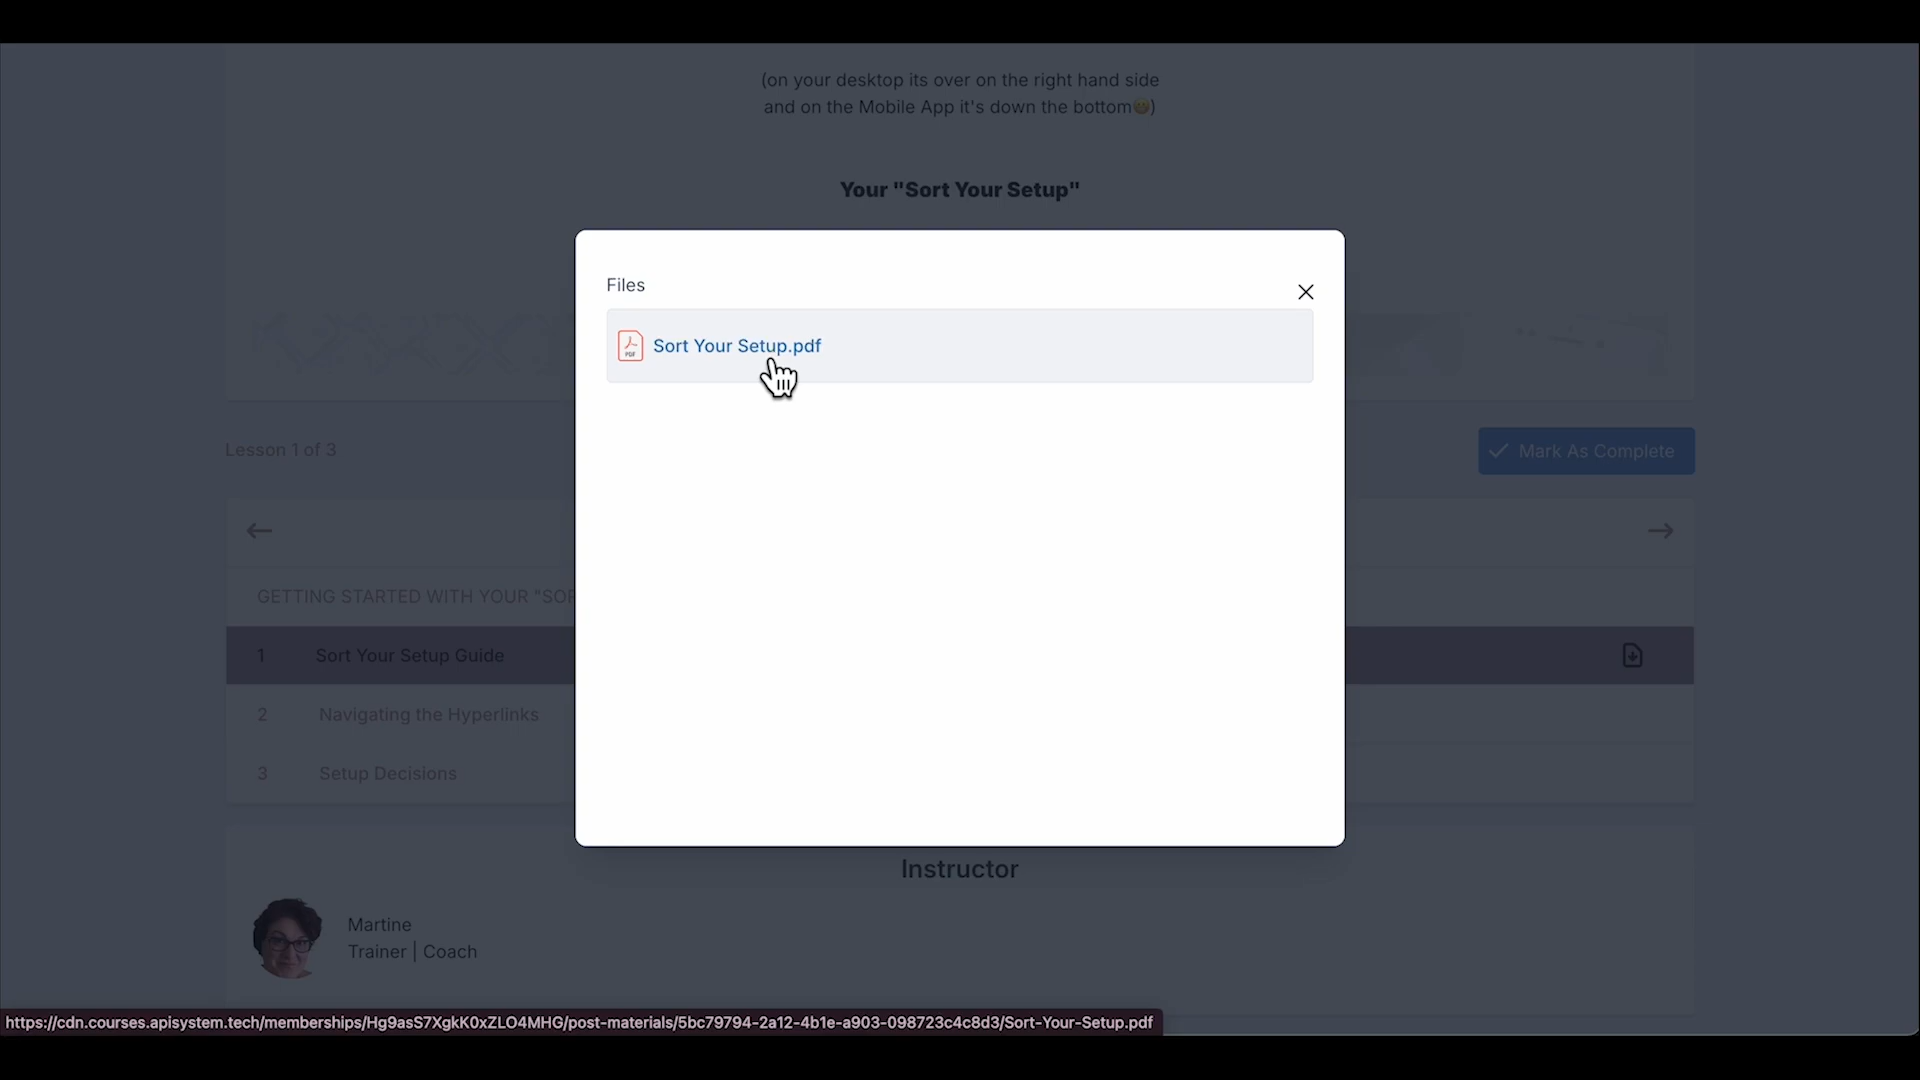 (on your desktop its over on the right hand side
and on the Mobile App it's down the bottom😁)
Your "Sort Your Setup"
Files
PDF
Sort Your Setup.pdf
Lesson 1 of 3
Mark As Complete
GETTING STARTED WITH YOUR "SOR
1 Sort Your Setup Guide
2 Navigating the Hyperlinks
3 Setup Decisions
Instructor
Martine
Trainer | Coach
https://cdn.courses.apisystem.tech/memberships/Hg9asS7XgkK0xZLO4MHG/post-materials/5bc79794-2a12-4b1e-a903-098723c4c8d3/Sort-Your-Setup.pdf